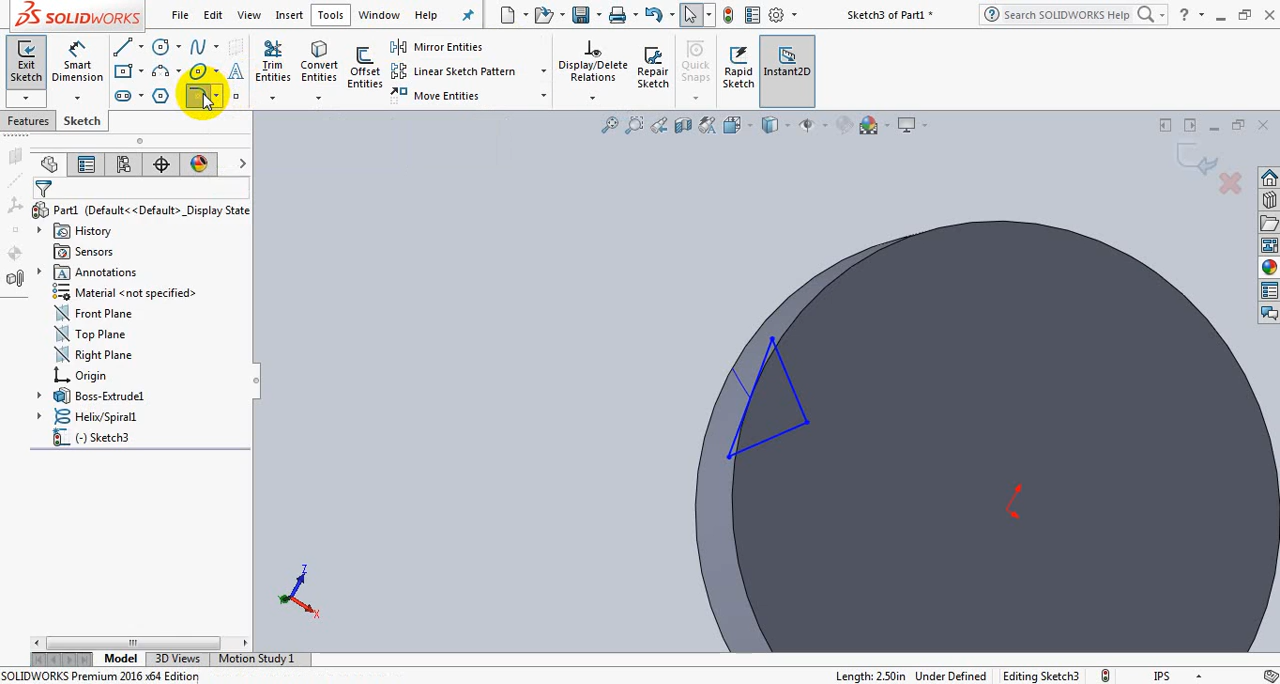 SOLIDWORKS
File Edit View Insert Tools Window Help
Sketch3 of Part1 *
Search SOLIDWORKS Help
?
Exit Sketch
Smart Dimension
Trim Entities
Convert Entities
Offset Entities
Mirror Entities
Linear Sketch Pattern
Move Entities
Display/Delete Relations
Repair Sketch
Quick Snaps
Rapid Sketch
Instant2D
Features Sketch
Part1 (Default<<Default>_Display State
History
Sensors
Annotations
Material <not specified>
Front Plane
Top Plane
Right Plane
Origin
Boss-Extrude1
Helix/Spiral1
(-) Sketch3
Z
X
Model 3D Views Motion Study 1
SOLIDWORKS Premium 2016 x64 Edition
Length: 2.50in Under Defined Editing Sketch3 IPS